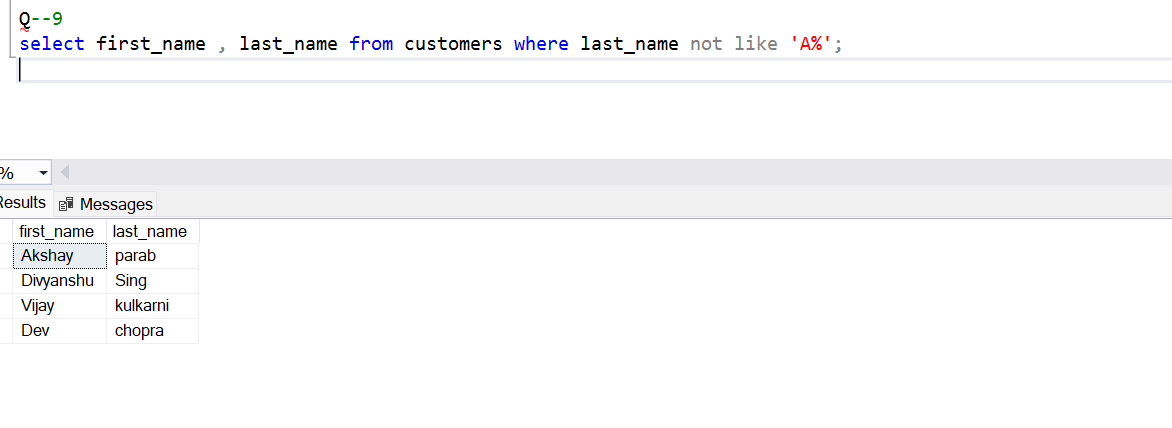 Q--9
select first_name , last_name from customers where last_name not like 'A%';
%
Results Messages
first_name last_name
Akshay parab
Divyanshu Sing
Vijay kulkarni
Dev chopra